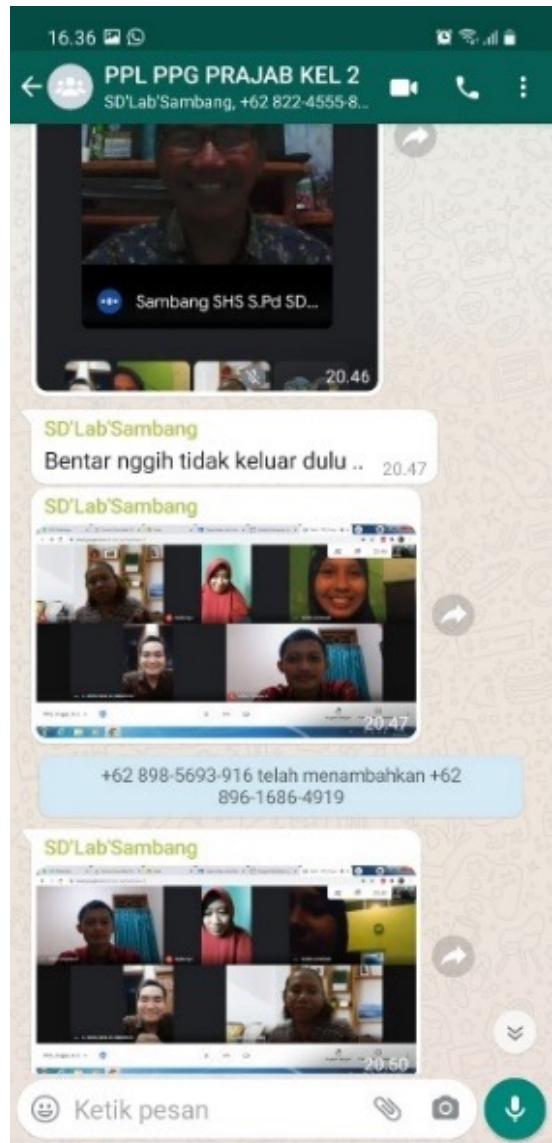 16.36
PPL PPG PRAJAB KEL 2
SD'Lab'Sambang, +62 822-4555-8...
Sambang SHS S.Pd SD...
20.46
SD'Lab'Sambang
Bentar nggih tidak keluar dulu ..
20.47
SD'Lab'Sambang
20.47
+62 898-5693-916 telah menambahkan +62
896-1686-4919
SD'Lab'Sambang
20.50
Ketik pesan